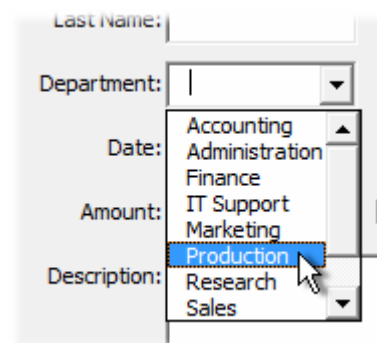 Last Name:
Department:
Accounting
Date:
Administration
Finance
Amount:
IT Support
Marketing
Production
Description:
Research
Sales